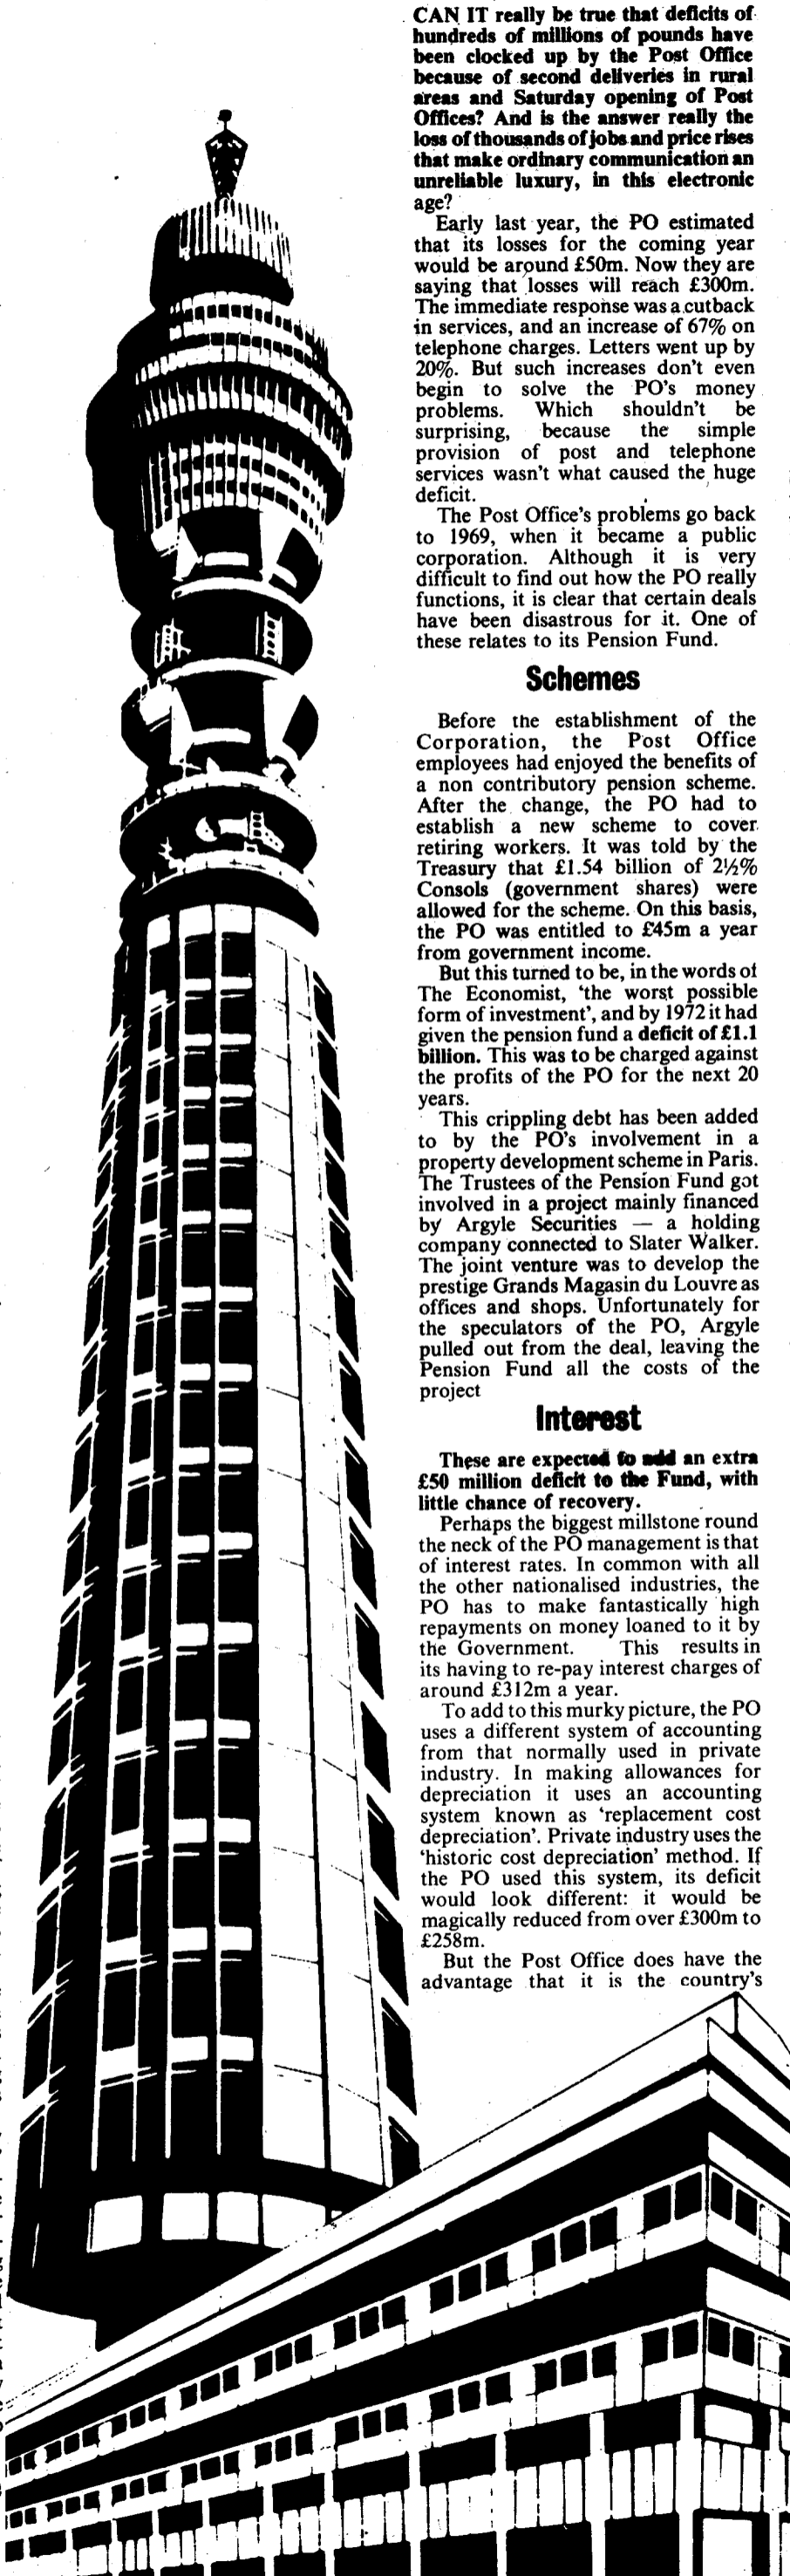 CAN IT really be true that deficits of
hundreds of millions of pounds have
been clocked up by the Post Office
because of second deliveries in rural
areas and Saturday opening of Post
Offices? And is the answer really the
loss of thousands of jobs and price rises
that make ordinary communication an
unreliable luxury, in this electronic
age?
Early last year, the PO estimated
that its losses for the coming year
would be around £50m. Now they are
saying that losses will reach £300m.
The immediate response was a cutback
in services, and an increase of 67% on
telephone charges. Letters went up by
20%. But such increases don't even
begin to solve the PO's money
problems. Which shouldn't be
surprising, because the simple
provision of post and telephone
services wasn't what caused the huge
deficit.
The Post Office's problems go back
to 1969, when it became a public
corporation. Although it is very
difficult to find out how the PO really
functions, it is clear that certain deals
have been disastrous for it. One of
these relates to its Pension Fund.
Schemes
Before the establishment of the
Corporation, the Post Office
employees had enjoyed the benefits of
a non contributory pension scheme.
After the change, the PO had to
establish a new scheme to cover
retiring workers. It was told by the
Treasury that £1.54 billion of 2½%
Consols (government shares) were
allowed for the scheme. On this basis,
the PO was entitled to £45m a year
from government income.
But this turned to be, in the words of
The Economist, 'the worst possible
form of investment', and by 1972 it had
given the pension fund a deficit of £1.1
billion. This was to be charged against
the profits of the PO for the next 20
years.
This crippling debt has been added
to by the PO's involvement in a
property development scheme in Paris.
The Trustees of the Pension Fund got
involved in a project mainly financed
by Argyle Securities — a holding
company connected to Slater Walker.
The joint venture was to develop the
prestige Grands Magasin du Louvre as
offices and shops. Unfortunately for
the speculators of the PO, Argyle
pulled out from the deal, leaving the
Pension Fund all the costs of the
project
Interest
These are expected to add an extra
£50 million deficit to the Fund, with
little chance of recovery.
Perhaps the biggest millstone round
the neck of the PO management is that
of interest rates. In common with all
the other nationalised industries, the
PO has to make fantastically high
repayments on money loaned to it by
the Government. This results in
its having to re-pay interest charges of
around £312m a year.
To add to this murky picture, the PO
uses a different system of accounting
from that normally used in private
industry. In making allowances for
depreciation it uses an accounting
system known as 'replacement cost
depreciation'. Private industry uses the
'historic cost depreciation' method. If
the PO used this system, its deficit
would look different: it would be
magically reduced from over £300m to
£258m.
But the Post Office does have the
advantage that it is the country's